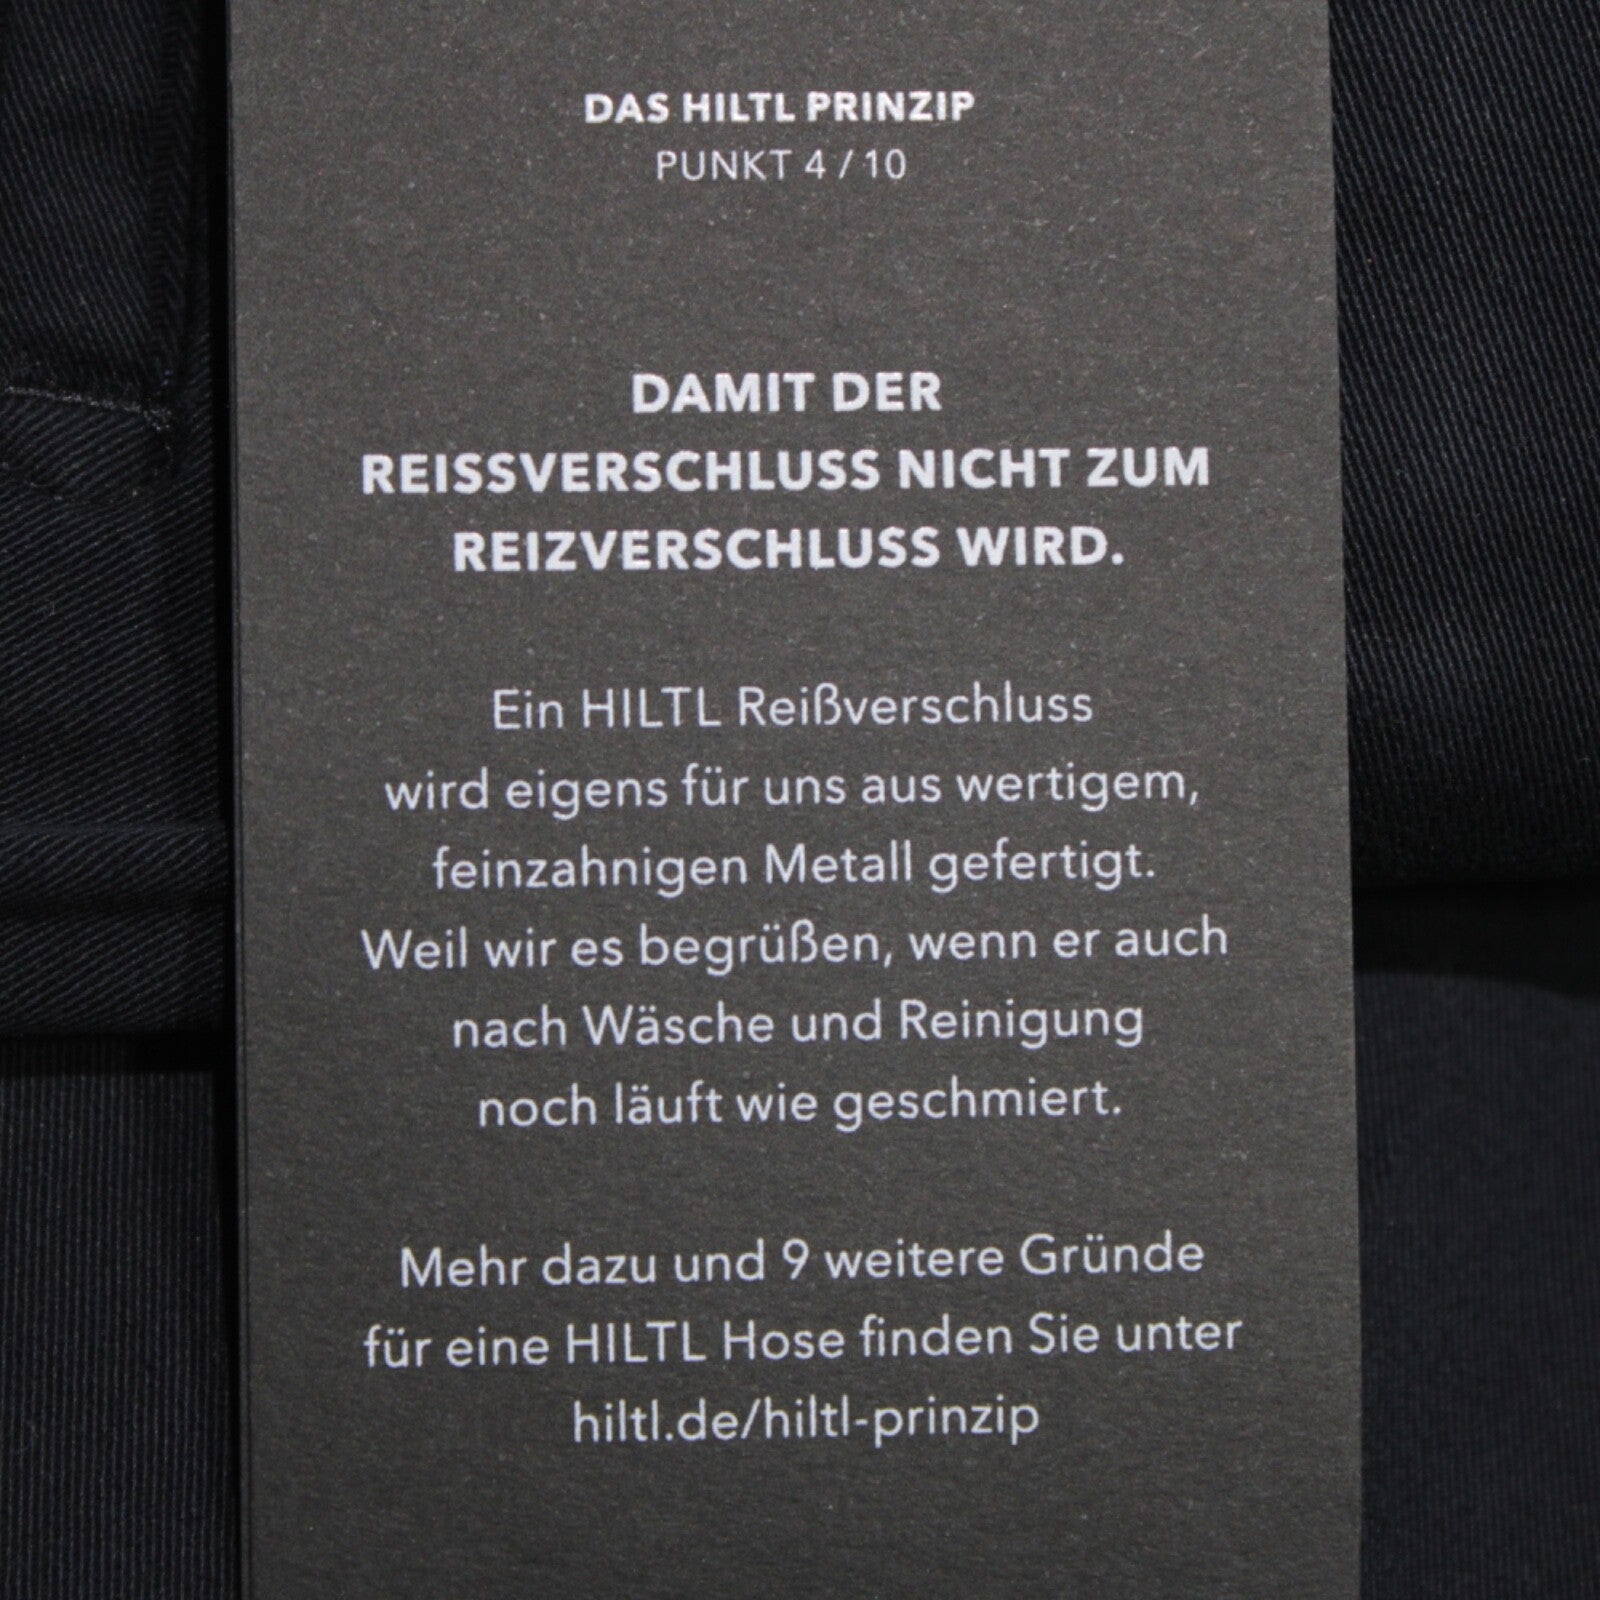 DAS HILTL PRINZIP
PUNKT 4 / 10
DAMIT DER
REISSVERSCHLUSS NICHT ZUM
REIZVERSCHLUSS WIRD.
Ein HILTL Reißverschluss
wird eigens für uns aus wertigem,
feinzahnigen Metall gefertigt.
Weil wir es begrüßen, wenn er auch
nach Wäsche und Reinigung
noch läuft wie geschmiert.
Mehr dazu und 9 weitere Gründe
für eine HILTL Hose finden Sie unter
hiltl.de/hiltl-prinzip